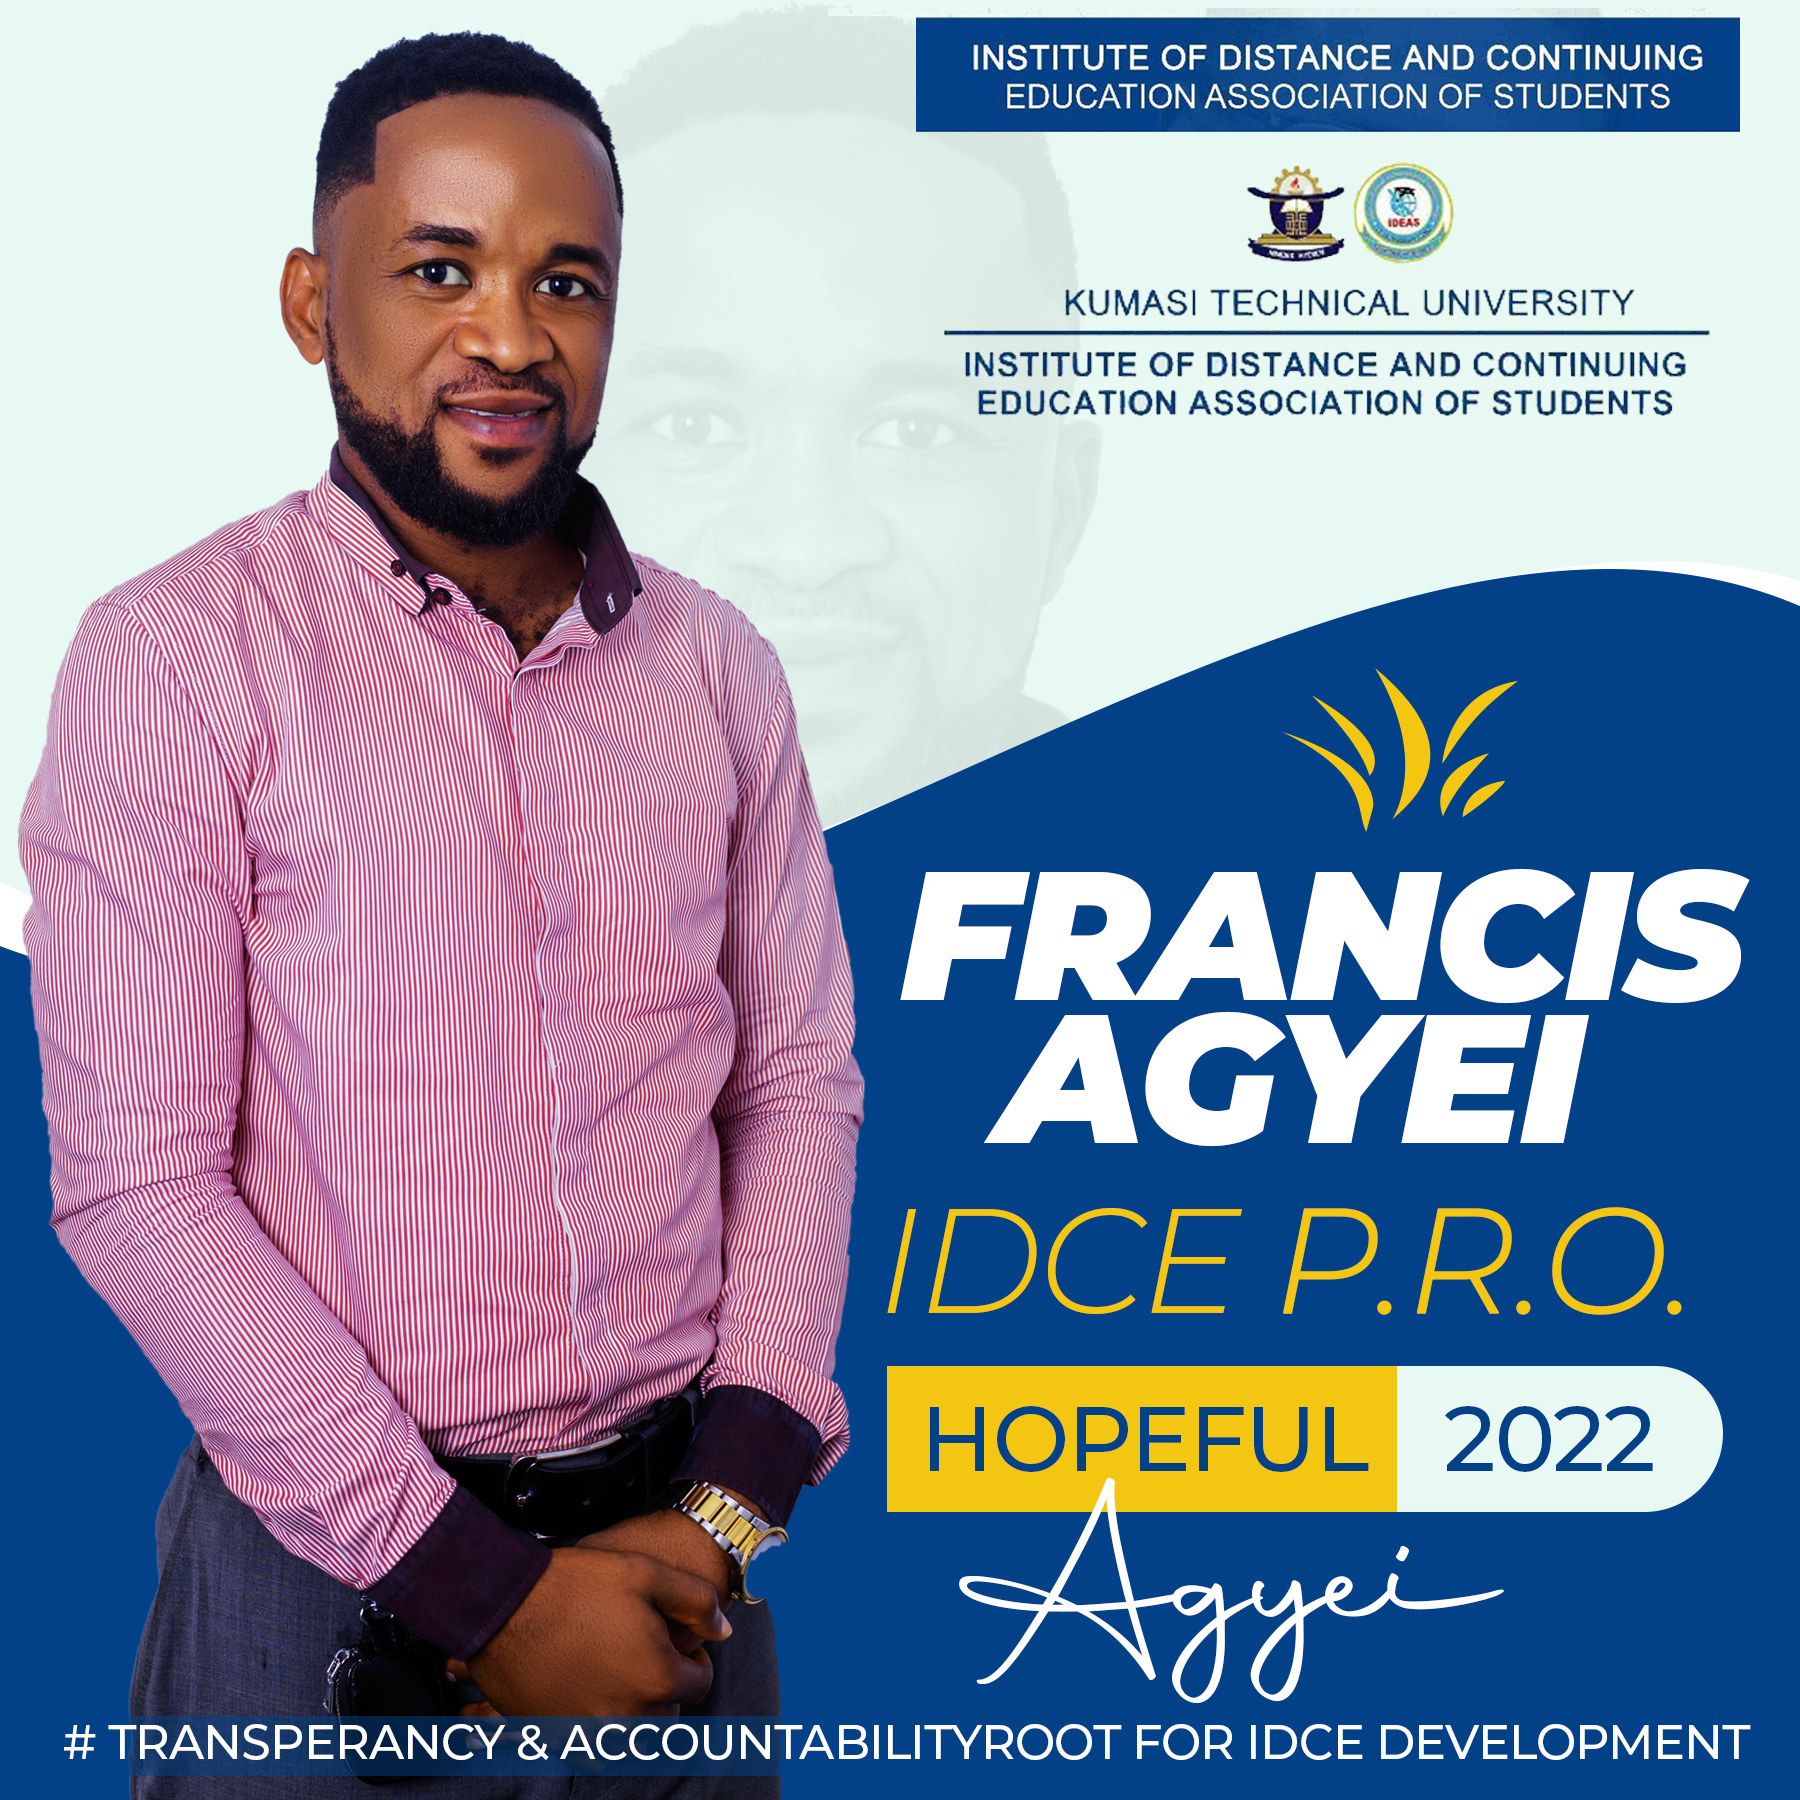 INSTITUTE OF DISTANCE AND CONTINUING
EDUCATION ASSOCIATION OF STUDENTS
IDEAS
KUMASI TECHNICAL UNIVERSITY
INSTITUTE OF DISTANCE AND CONTINUING
EDUCATION ASSOCIATION OF STUDENTS
FRANCIS
AGYEI
IDCE P.R.O.
HOPEFUL 2022
Agyei
# TRANSPERANCY & ACCOUNTABILITYROOT FOR IDCE DEVELOPMENT